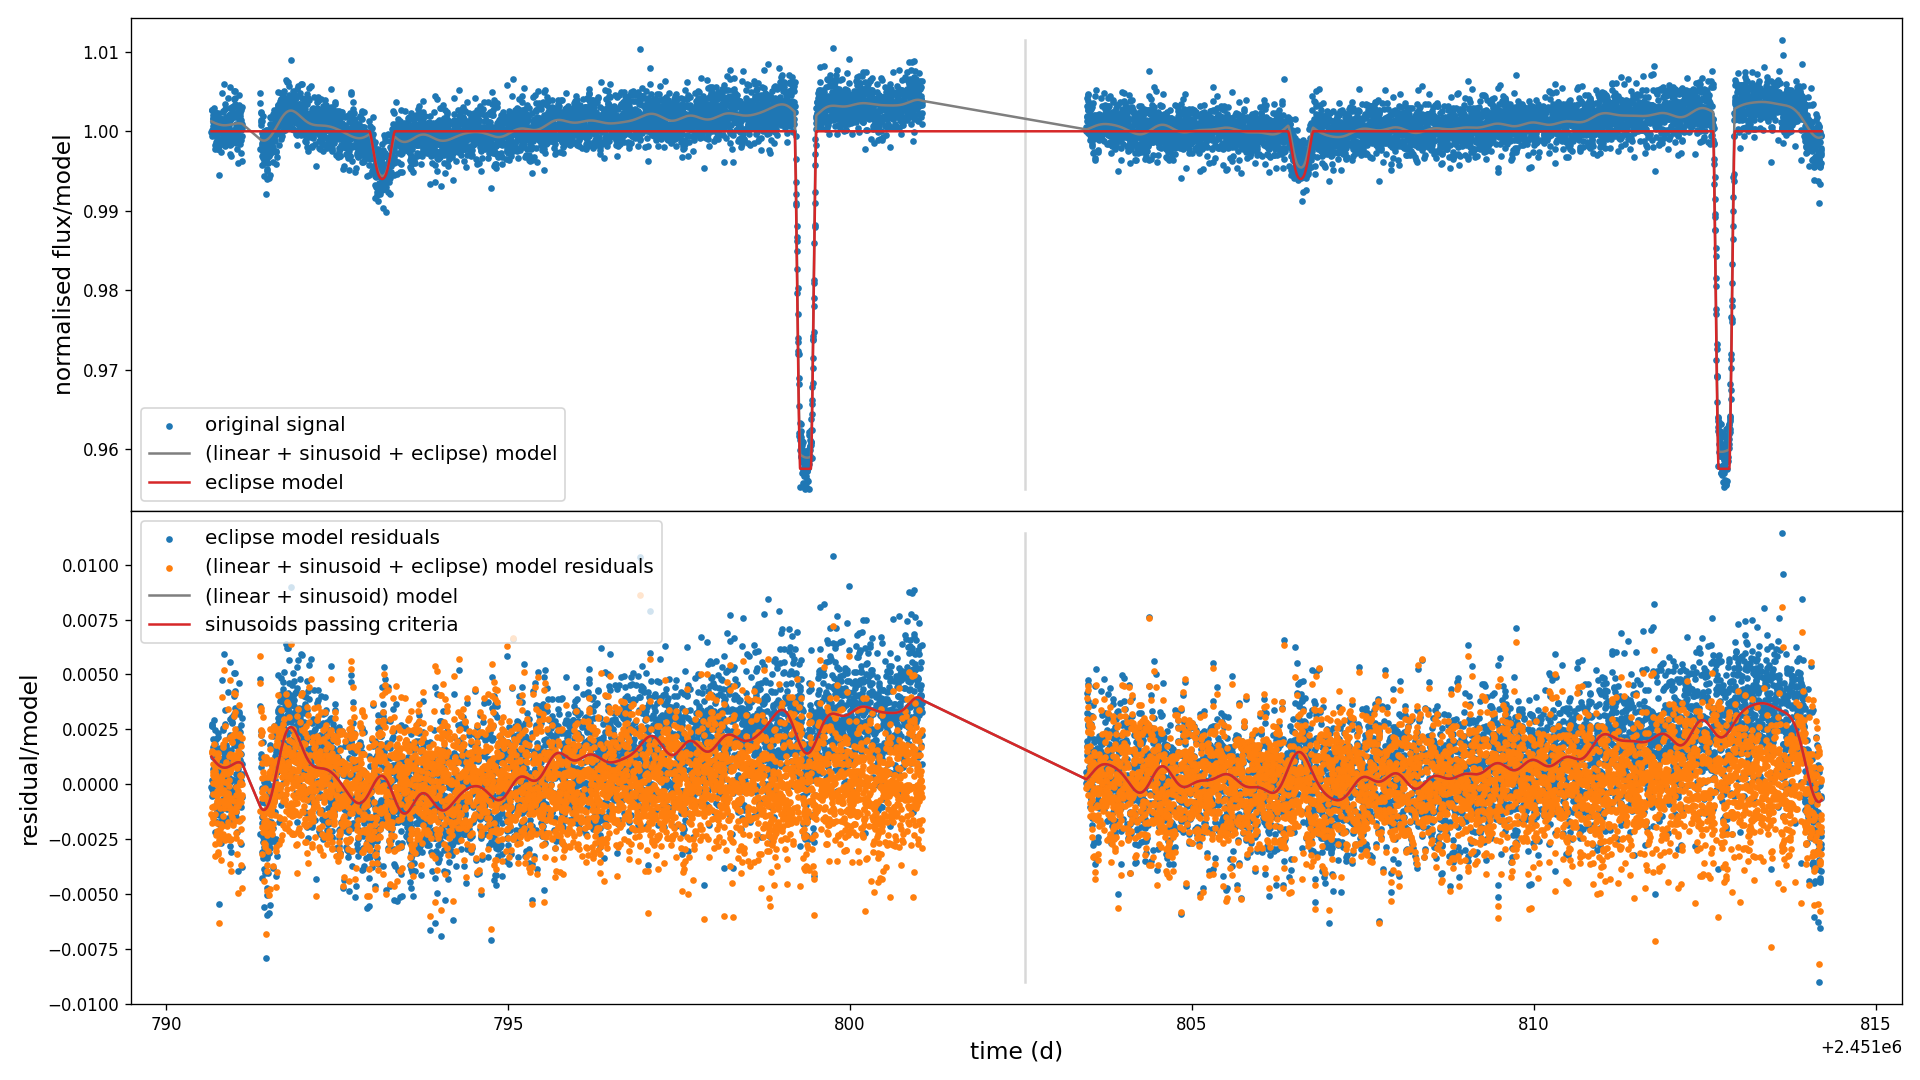 normalised flux/model
1.01
1.00
0.99
0.98
0.97
0.96
original signal
(linear + sinusoid + eclipse) model
eclipse model
residual/model
0.0100
0.0075
0.0050
0.0025
0.0000
−0.0025
−0.0050
−0.0075
−0.0100
eclipse model residuals
(linear + sinusoid + eclipse) model residuals
(linear + sinusoid) model
sinusoids passing criteria
790 795 800 805 810 815
time (d)
+2.451e6